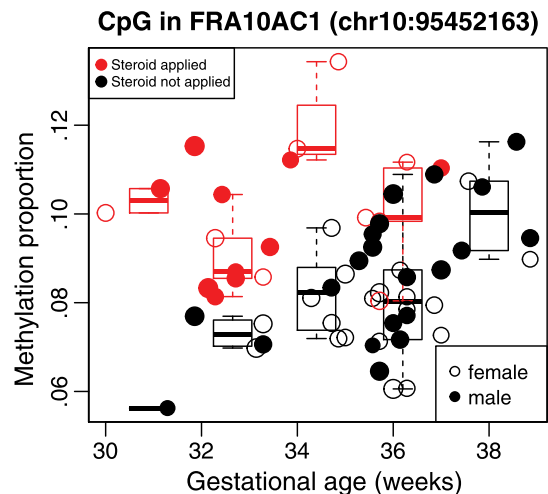 CpG in FRA10AC1 (chr10:95452163)
Steroid applied
Steroid not applied
Methylation proportion
.12
.10
.08
.06
female
male
30 32 34 36 38
Gestational age (weeks)